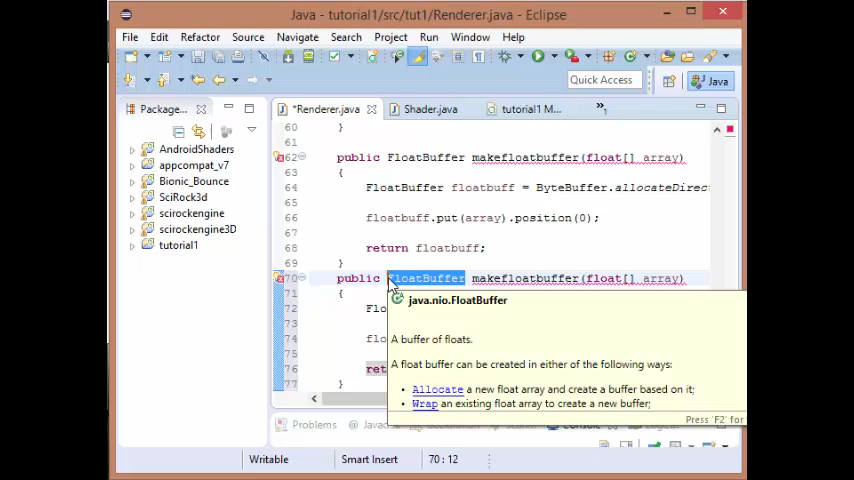 Java - tutorial1/src/tut1/Renderer.java - Eclipse
File Edit Refactor Source Navigate Search Project Run Window Help
Quick Access
Java
Package...
*Renderer.java
Shader.java
tutorial1 M...
»1
AndroidShaders
appcompat_v7
Bionic_Bounce
SciRock3d
scirockengine
scirockengine3D
tutorial1
60 }
61
62 public FloatBuffer makefloatbuffer(float[] array)
63 {
64 FloatBuffer floatbuff = ByteBuffer.allocateDirec
65
66 floatbuff.put(array).position(0);
67
68 return floatbuff;
69 }
70 public FloatBuffer makefloatbuffer(float[] array)
71 {
72 Flo
73
74 flo
75
76 ret
77 }
java.nio.FloatBuffer
A buffer of floats.
A float buffer can be created in either of the following ways:
• Allocate a new float array and create a buffer based on it;
• Wrap an existing float array to create a new buffer;
Press 'F2' for
Problems
Writable Smart Insert 70 : 12